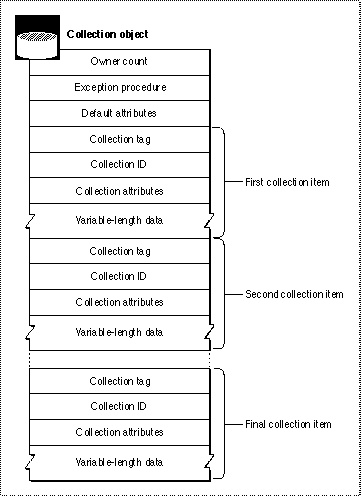 Collection object
Owner count
Exception procedure
Default attributes
Collection tag
Collection ID
Collection attributes
Variable-length data
First collection item
Collection tag
Collection ID
Collection attributes
Variable-length data
Second collection item
Collection tag
Collection ID
Collection attributes
Variable-length data
Final collection item